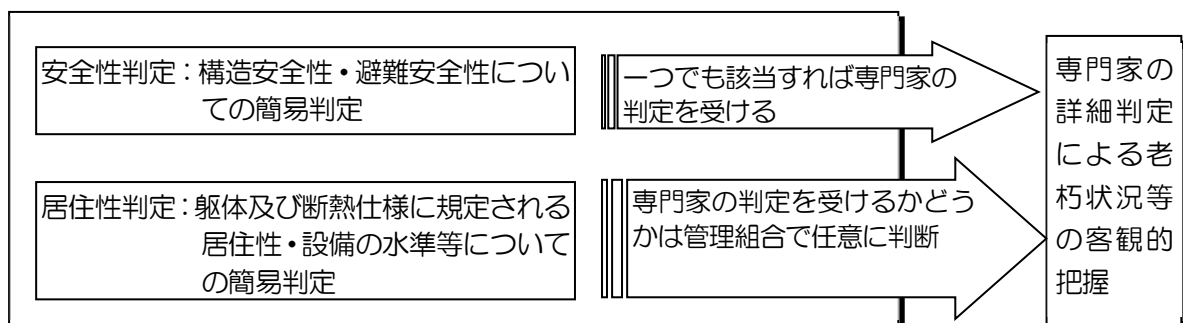 安全性判定：構造安全性・避難安全性につい
ての簡易判定
一つでも該当すれば専門家の
判定を受ける
居住性判定：躯体及び断熱仕様に規定される
居住性・設備の水準等について
の簡易判定
専門家の判定を受けるかどう
かは管理組合で任意に判断
専門家の
詳細判定
による老
朽状況等
の客観的
把握